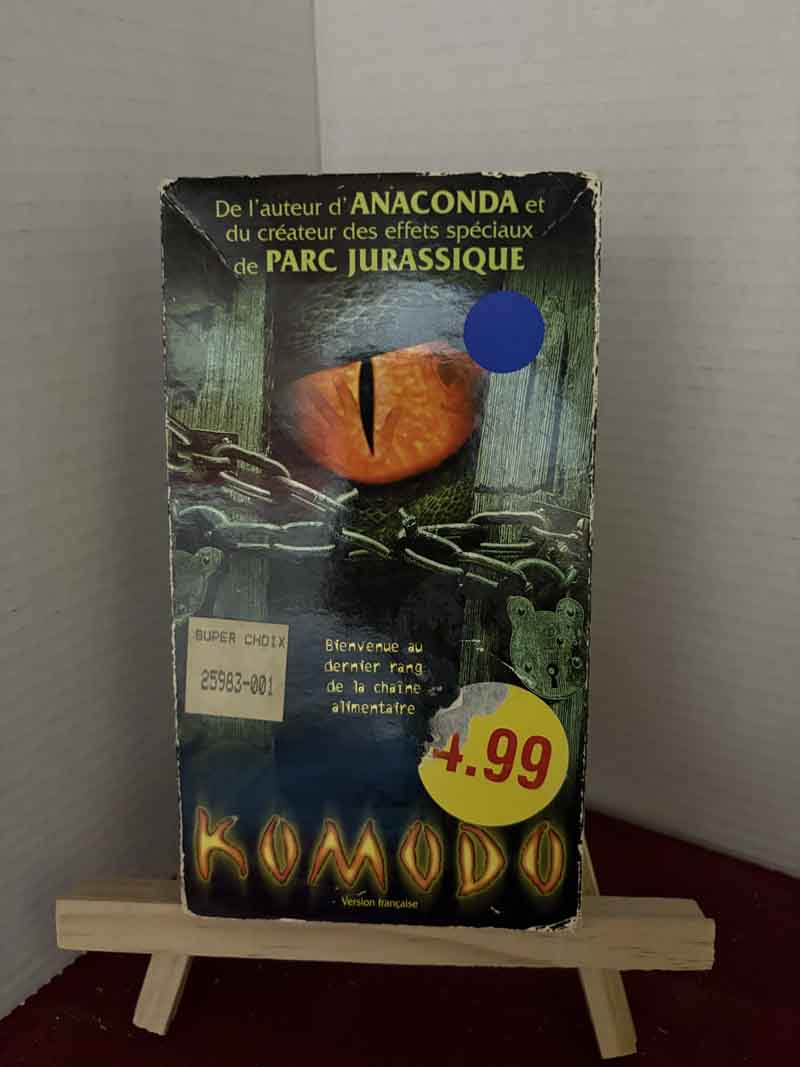 De l'auteur d'ANACONDA et
du créateur des effets spéciaux
de PARC JURASSIQUE
SUPER CHOIX
25983-001
Bienvenue au
dernier rang
de la chaîne
alimentaire
4.99
KOMODO
Version française